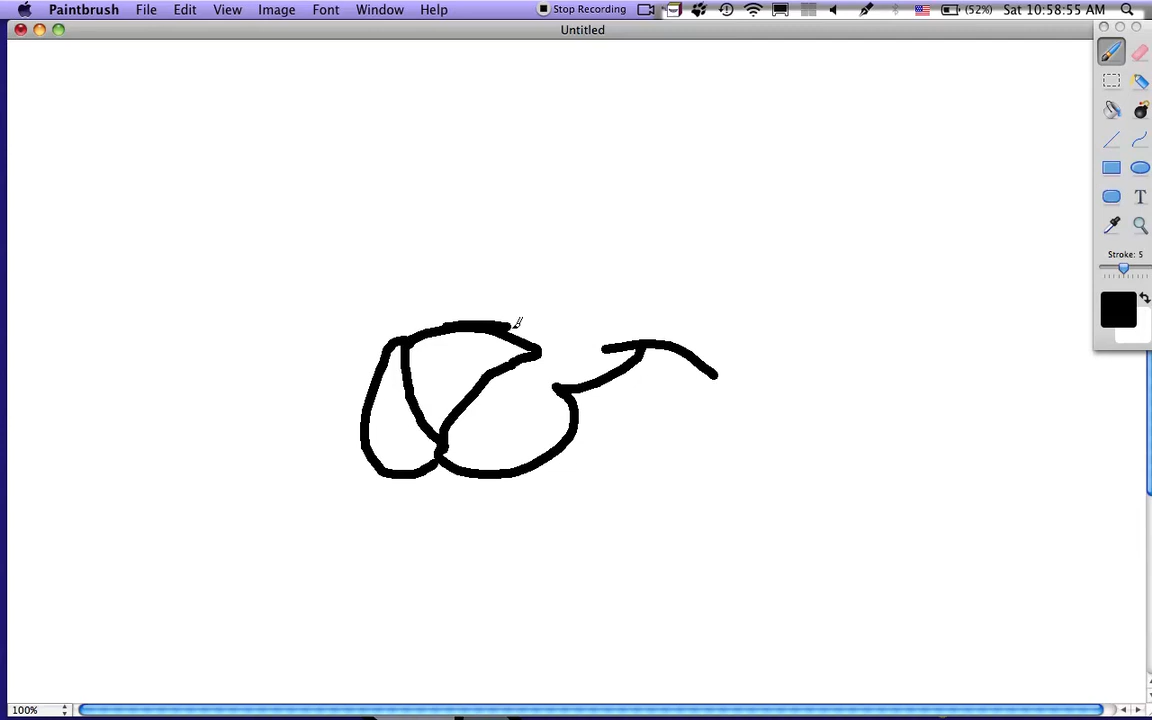 Paintbrush File Edit View Image Font Window Help Stop Recording (52%) Sat 10:58:55 AM
Untitled
T
Stroke: 5
100%